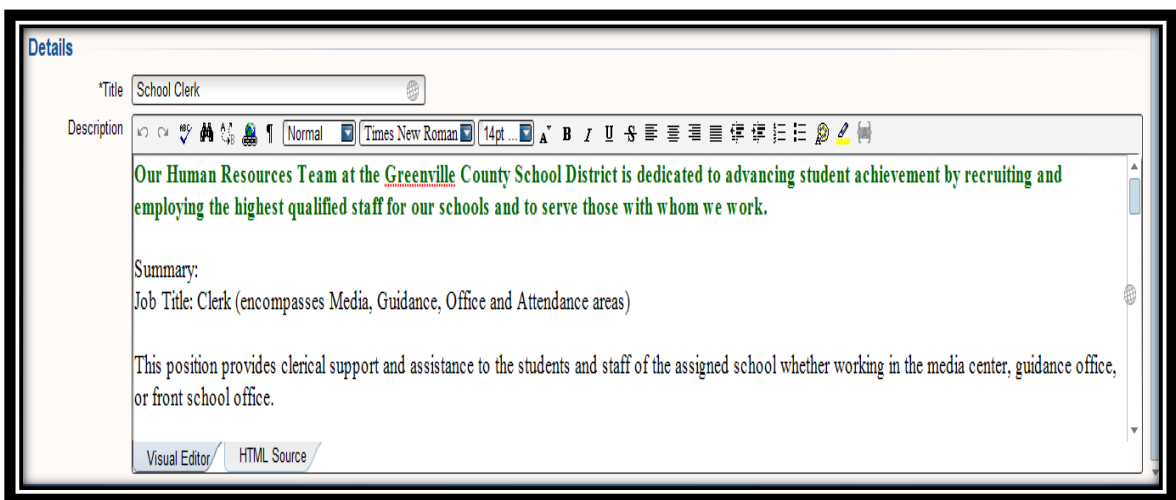 Details
*Title School Clerk
Description Normal Times New Roman 14pt ... A B I U S
Our Human Resources Team at the Greenville County School District is dedicated to advancing student achievement by recruiting and
employing the highest qualified staff for our schools and to serve those with whom we work.
Summary:
Job Title: Clerk (encompasses Media, Guidance, Office and Attendance areas)
This position provides clerical support and assistance to the students and staff of the assigned school whether working in the media center, guidance office,
or front school office.
Visual Editor HTML Source